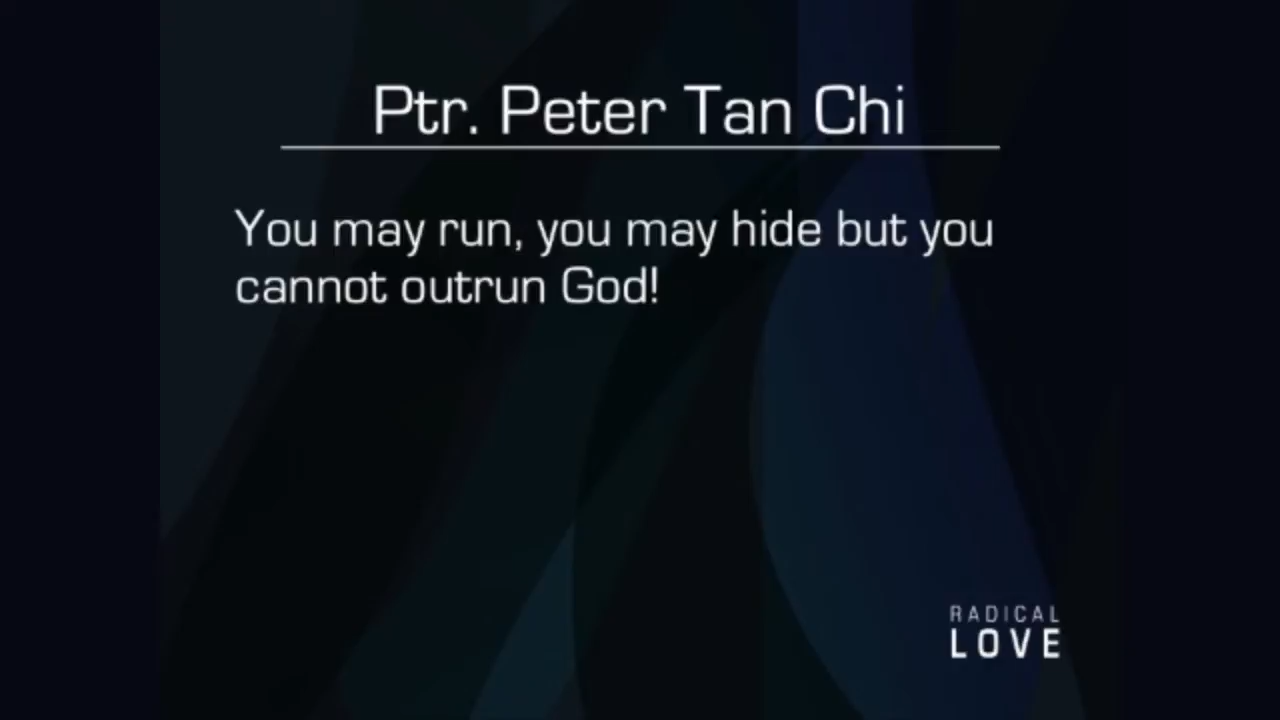 Ptr. Peter Tan Chi
You may run, you may hide but you
cannot outrun God!
RADICAL
LOVE